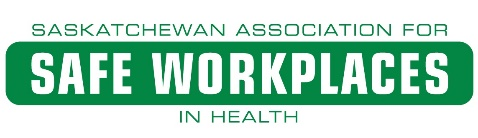 SASKATCHEWAN ASSOCIATION FOR
SAFE WORKPLACES
IN HEALTH